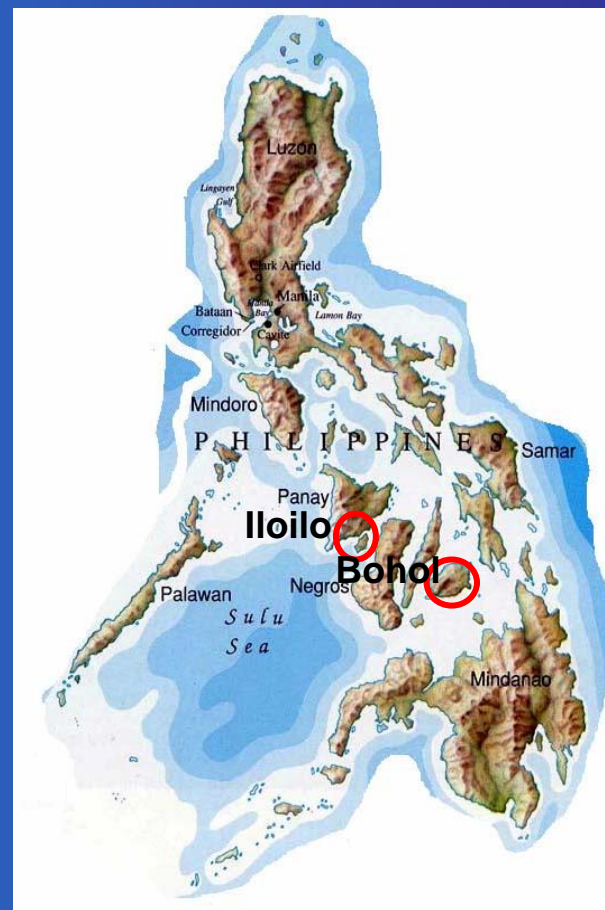 Luzon
Lingayen
Gulf
Clark Airfield
Manila
Bay
Manila
Bataan
Lamon Bay
Corregidor
Cavite
Mindoro
PHILIPPINES
Samar
Panay
Iloilo
Bohol
Negros
Palawan
Sulu
Sea
Mindanao